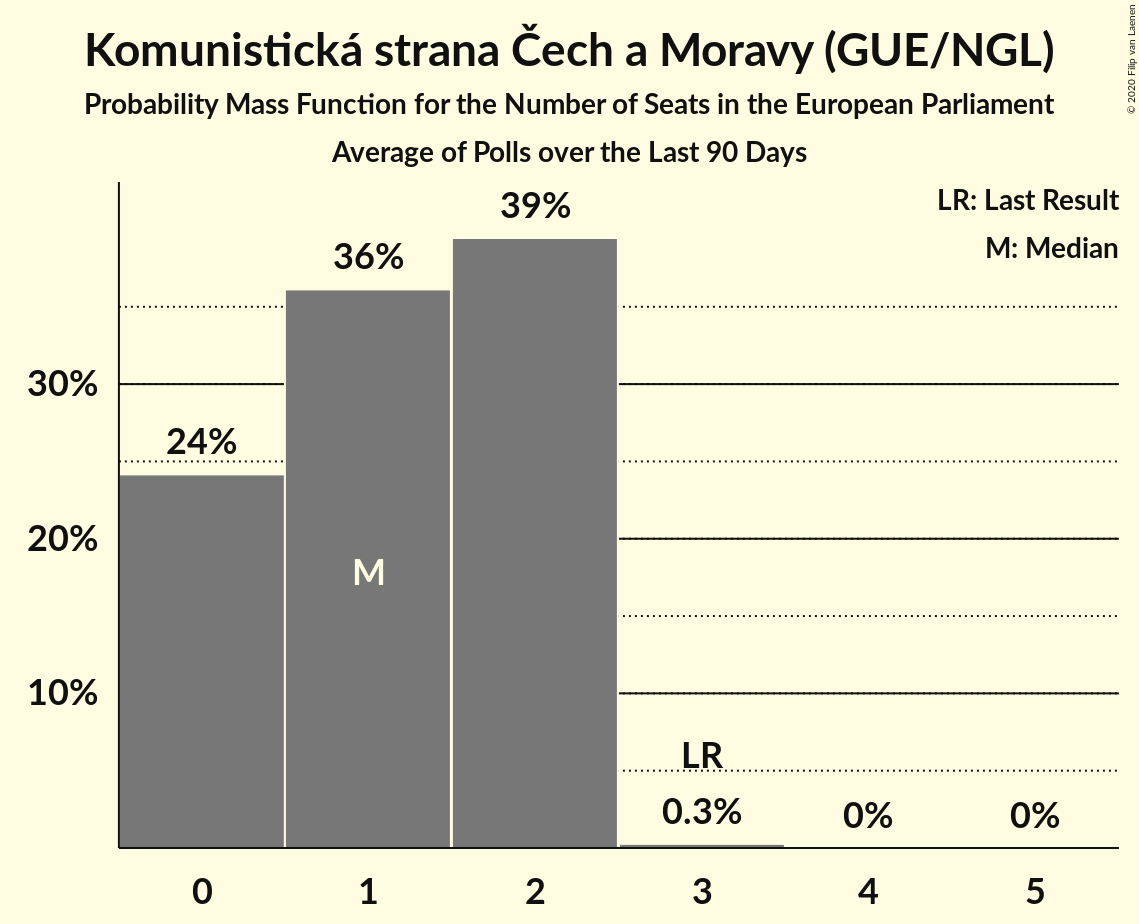 Komunistická strana Čech a Moravy (GUE/NGL)
Probability Mass Function for the Number of Seats in the European Parliament
Average of Polls over the Last 90 Days
© 2020 Filip van Laenen
LR: Last Result
M: Median
39%
36%
30%
24%
20%
M
10%
LR
0.3%
0%
0%
0
1
2
3
4
5